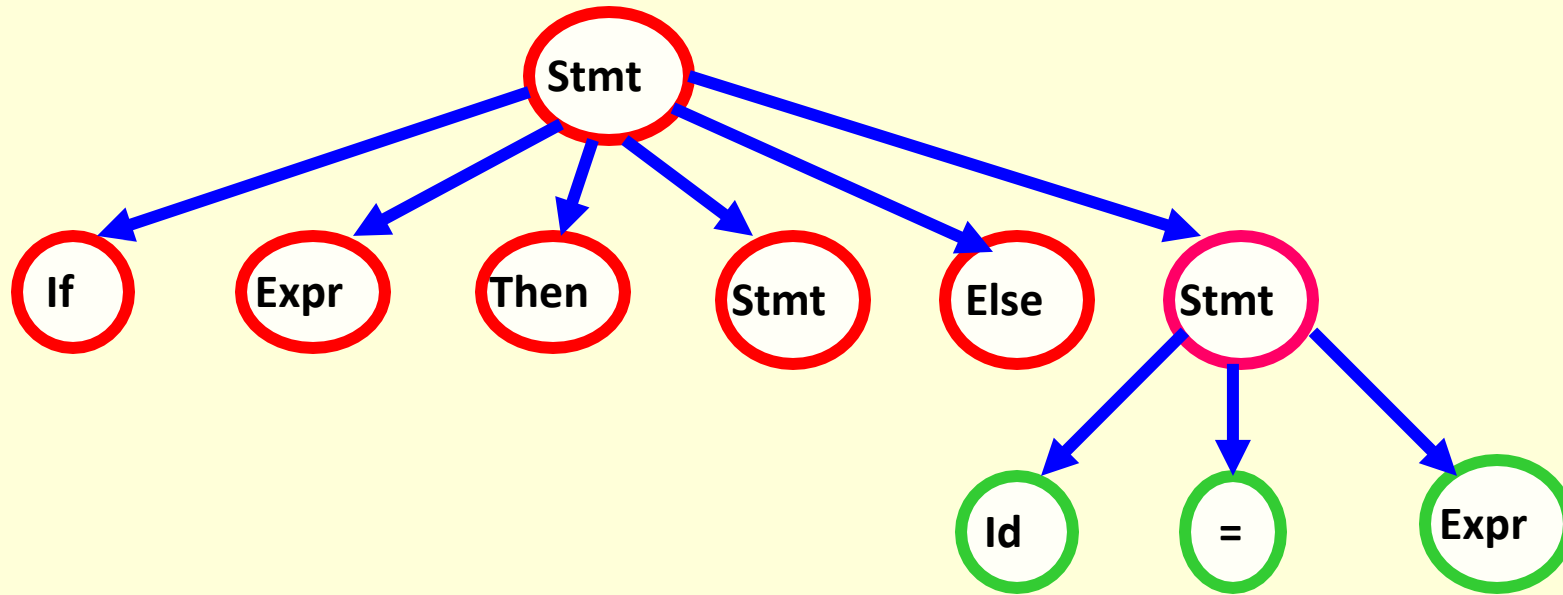 Stmt
If Expr Then Stmt Else Stmt
Id = Expr